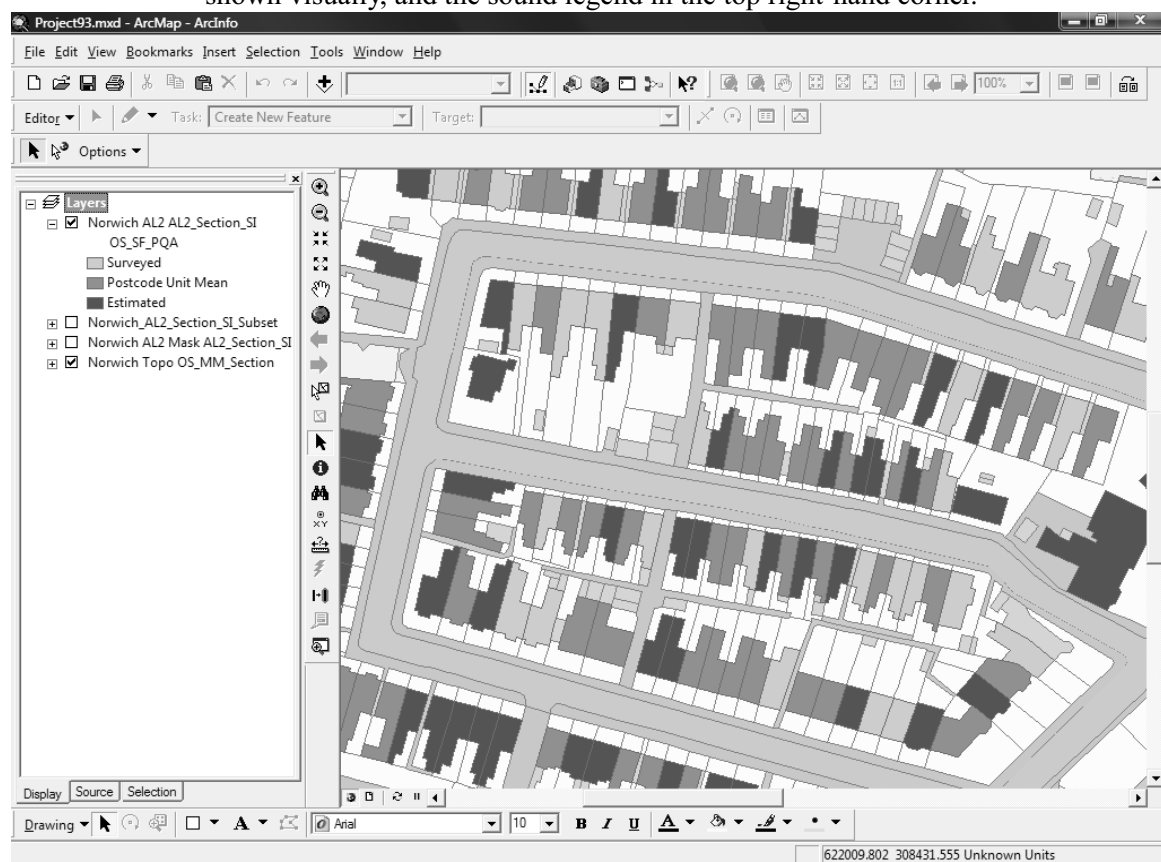 shown visually, and the sound legend in the top right-hand corner.
Project93.mxd - ArcMap - ArcInfo
File Edit View Bookmarks Insert Selection Tools Window Help
1:1 100%
Editor Task: Create New Feature Target:
Options
Layers
Norwich AL2 AL2_Section_SI
OS_SF_PQA
Surveyed
Postcode Unit Mean
Estimated
Norwich_AL2_Section_SI_Subset
Norwich AL2 Mask AL2_Section_SI
Norwich Topo OS_MM_Section
XY
Display Source Selection
Drawing A Arial 10 B I U A
622009.802 308431.555 Unknown Units